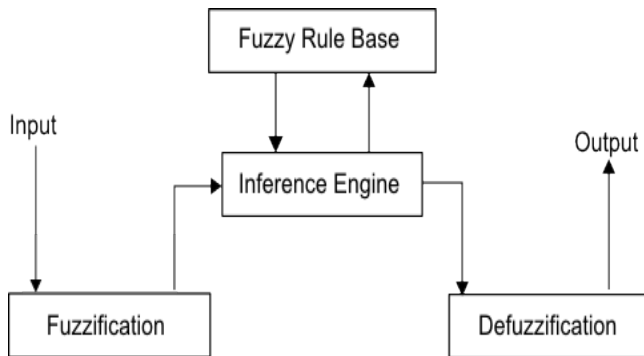 Fuzzy Rule Base
Input
Output
Inference Engine
Fuzzification
Defuzzification